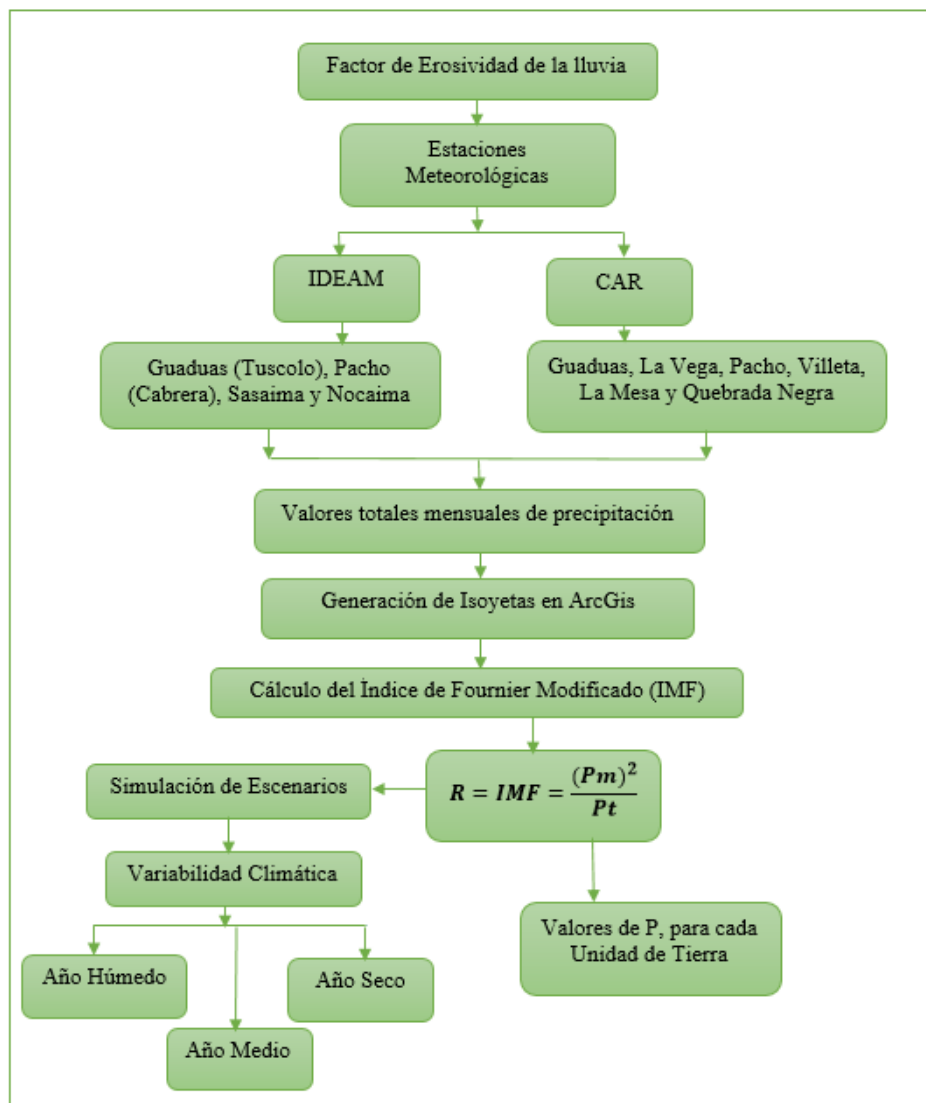 Factor de Erosividad de la lluvia
Estaciones
Meteorológicas
IDEAM
CAR
Guaduas (Tuscolo), Pacho
(Cabrera), Sasaima y Nocaima
Guaduas, La Vega, Pacho, Villeta,
La Mesa y Quebrada Negra
Valores totales mensuales de precipitación
Generación de Isoyetas en ArcGis
Cálculo del Índice de Fournier Modificado (IMF)
R = IMF = (Pm)² / Pt
Simulación de Escenarios
Variabilidad Climática
Valores de P, para cada
Unidad de Tierra
Año Húmedo
Año Seco
Año Medio